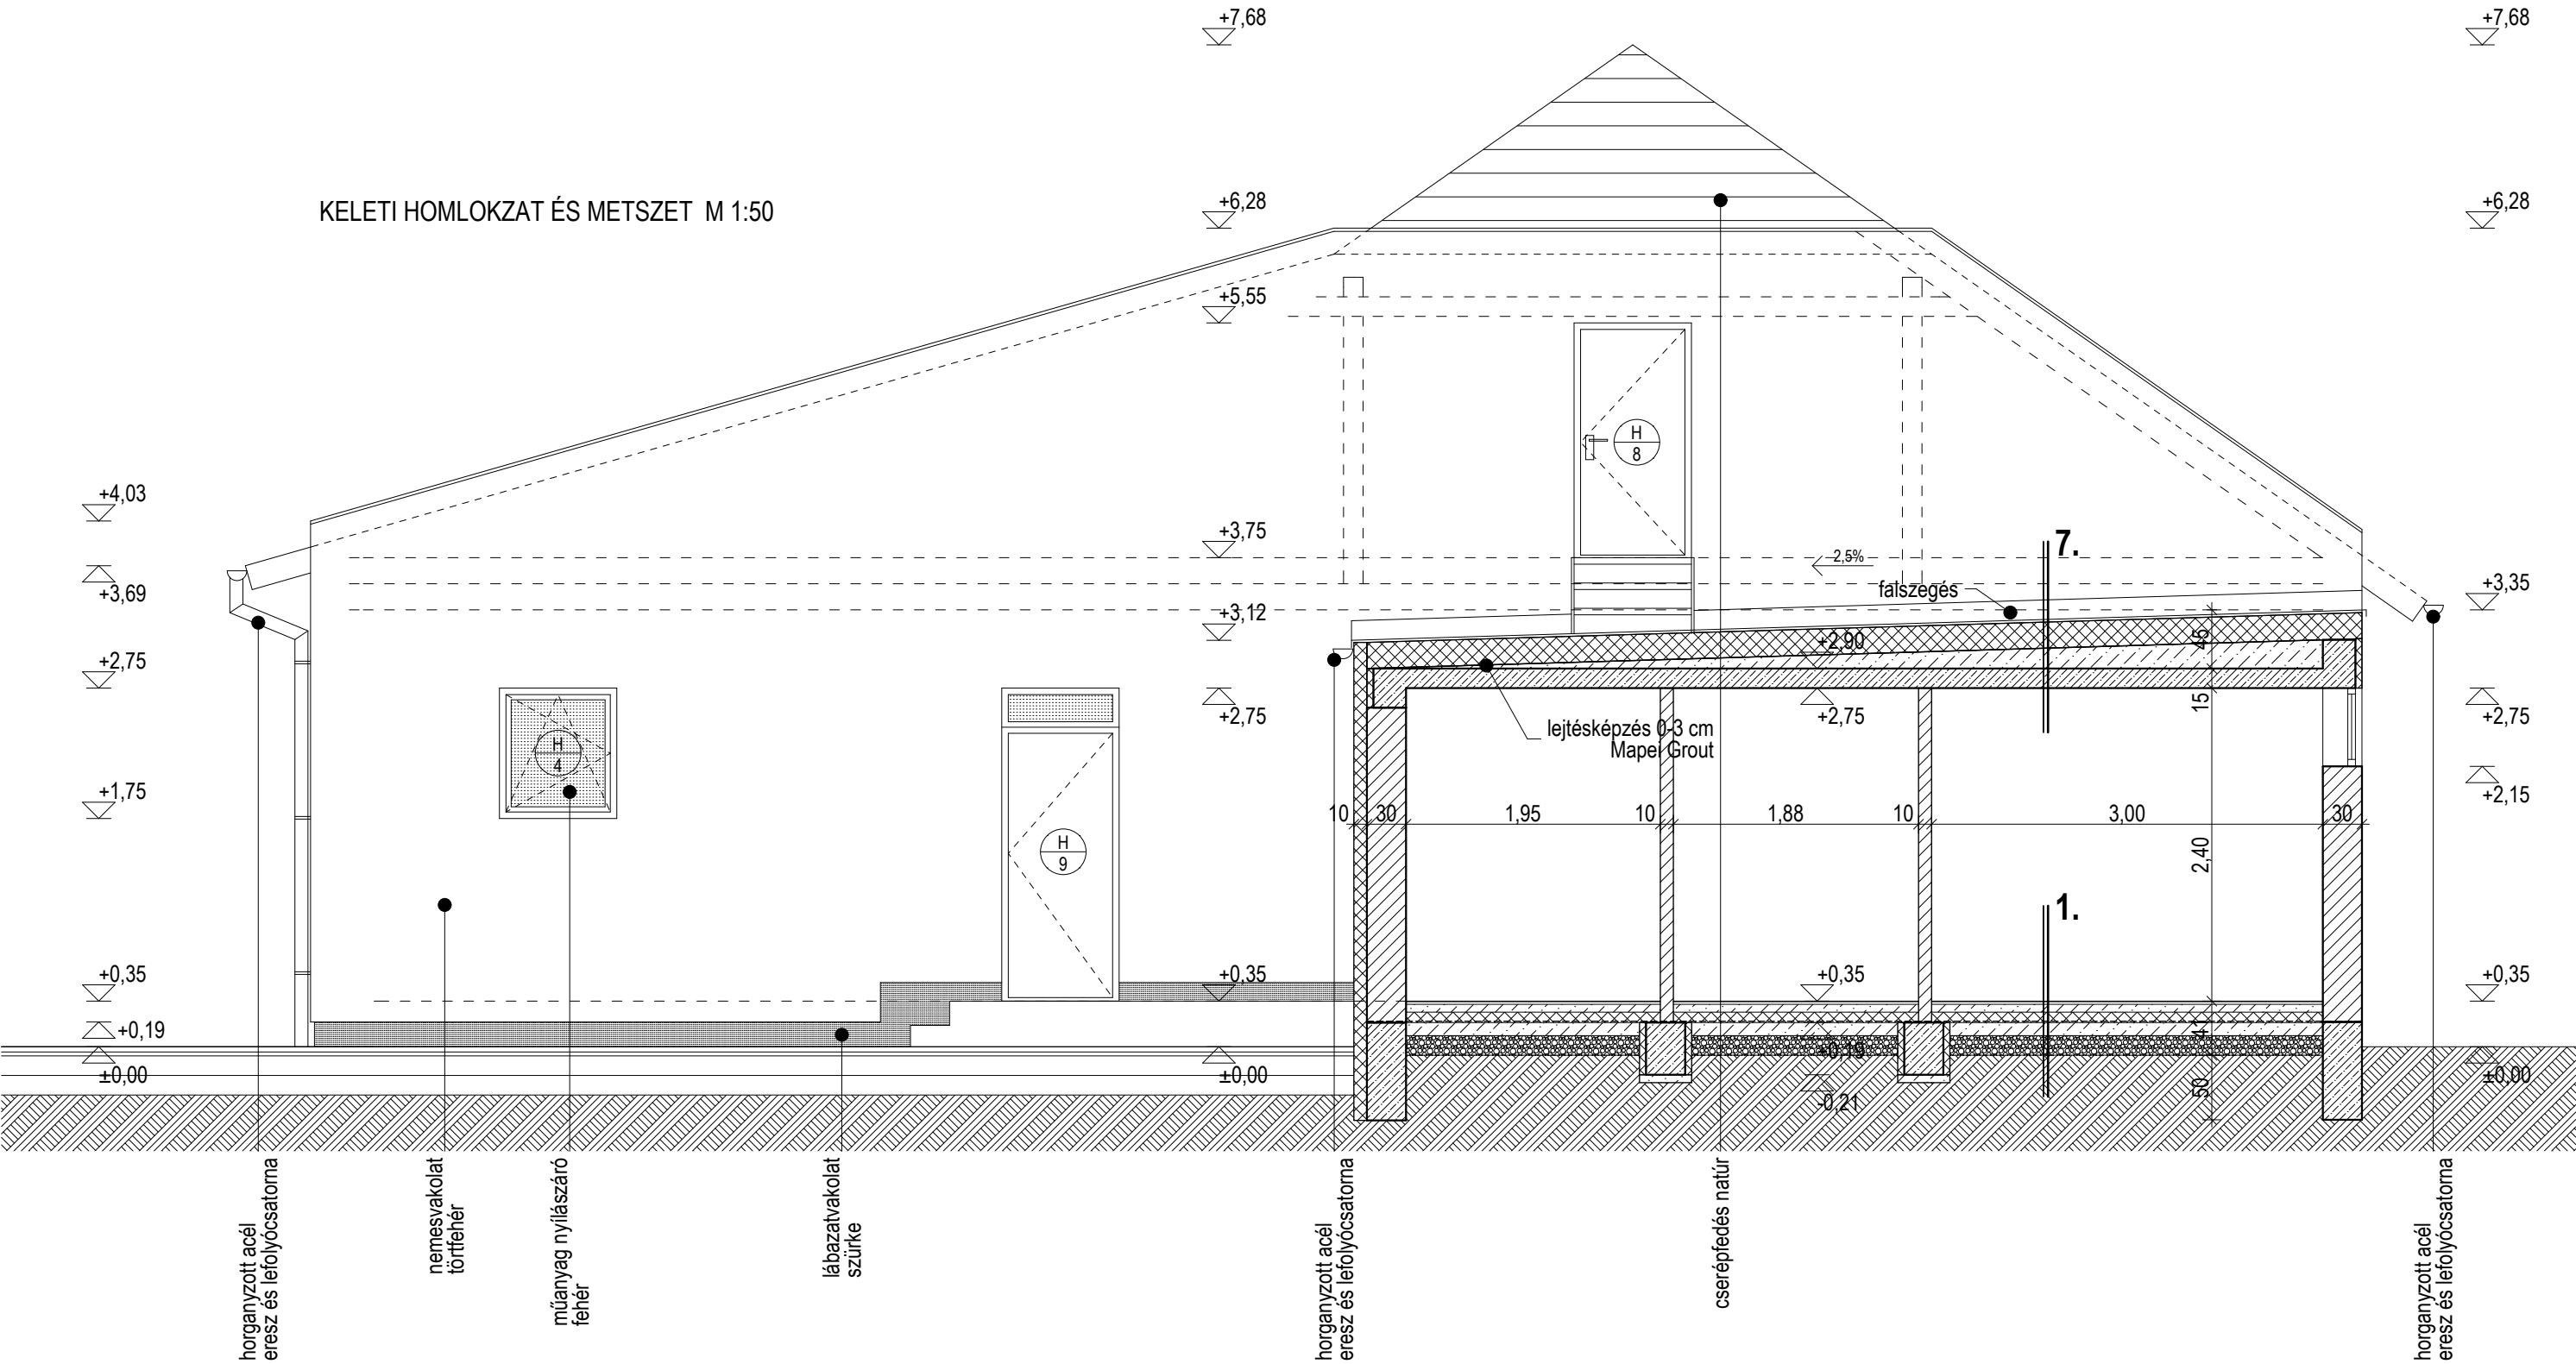 +7,68
+7,68
KELETI HOMLOKZAT ÉS METSZET M 1:50
+6,28
+6,28
+5,55
H
8
+4,03
+3,75
7.
2,5%
falszegés
+3,69
+3,35
+3,12
+2,90
45
+2,75
+2,75
+2,75
+2,75
15
lejtésképzés 0-3 cm
Mapei Grout
H
4
+1,75
+2,15
10
30
1,95
10
1,88
10
3,00
30
H
9
2,40
1.
+0,35
+0,35
+0,35
+0,35
+0,19
+0,19
41
±0,00
±0,00
±0,00
-0,21
50
horganyzott acél
eresz és lefolyócsatorna
nemesvakolat
törtfehér
műanyag nyílászáró
fehér
lábazatvakolat
szürke
horganyzott acél
eresz és lefolyócsatorna
cserépfedés natúr
horganyzott acél
eresz és lefolyócsatorna